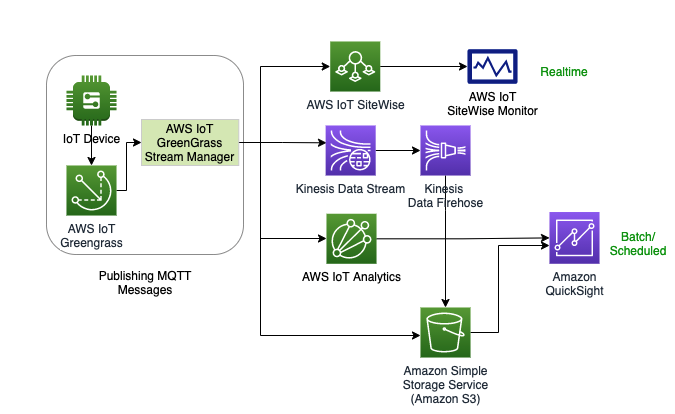 IoT Device
AWS IoT
Greengrass
AWS IoT
GreenGrass
Stream Manager
Publishing MQTT
Messages
AWS IoT SiteWise
AWS IoT
SiteWise Monitor
Realtime
Kinesis Data Stream
Kinesis
Data Firehose
AWS IoT Analytics
Amazon
QuickSight
Batch/
Scheduled
Amazon Simple
Storage Service
(Amazon S3)